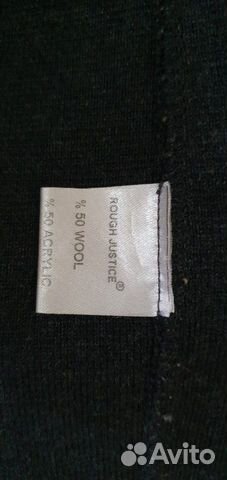 ROUGH JUSTICE®
% 50 WOOL
% 50 ACRYLIC
Avito